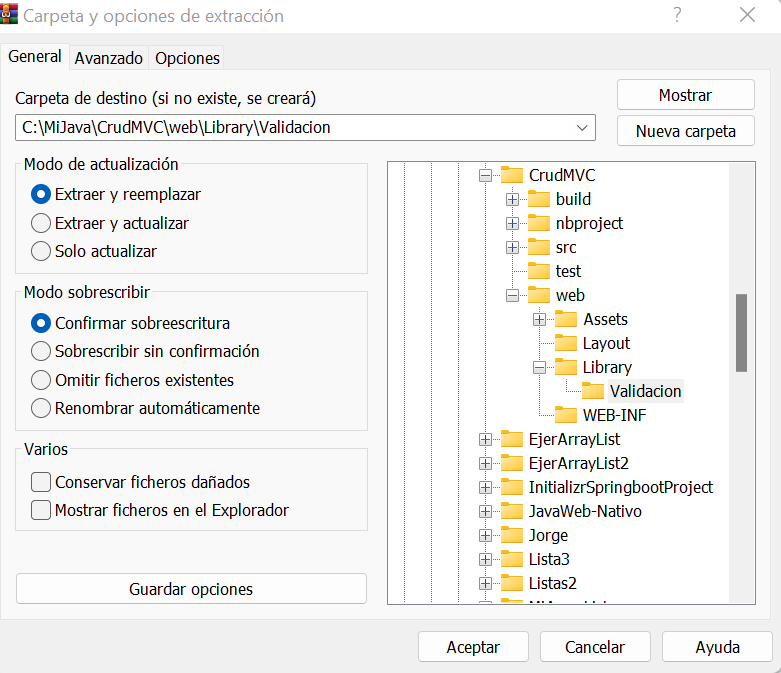 Carpeta y opciones de extracción
?
General Avanzado Opciones
Carpeta de destino (si no existe, se creará)
C:\MiJava\CrudMVC\web\Library\Validacion
Mostrar
Nueva carpeta
Modo de actualización
Extraer y reemplazar
Extraer y actualizar
Solo actualizar
Modo sobrescribir
Confirmar sobreescritura
Sobrescribir sin confirmación
Omitir ficheros existentes
Renombrar automáticamente
Varios
Conservar ficheros dañados
Mostrar ficheros en el Explorador
Guardar opciones
CrudMVC
build
nbproject
src
test
web
Assets
Layout
Library
Validacion
WEB-INF
EjerArrayList
EjerArrayList2
InitializrSpringbootProject
JavaWeb-Nativo
Jorge
Lista3
Listas2
Aceptar Cancelar Ayuda